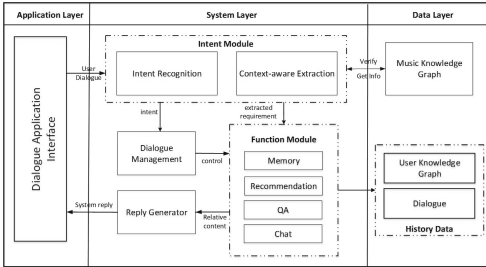 Application Layer
System Layer
Data Layer
Dialogue Application
Interface
User
Dialogue
Intent Module
Intent Recognition
Context-aware Extraction
Verify
Get Info
Music Knowledge
Graph
intent
extracted
requirement
Dialogue
Management
control
Function Module
Memory
Recommendation
QA
Chat
System reply
Reply Generator
Relative
content
User Knowledge
Graph
Dialogue
History Data